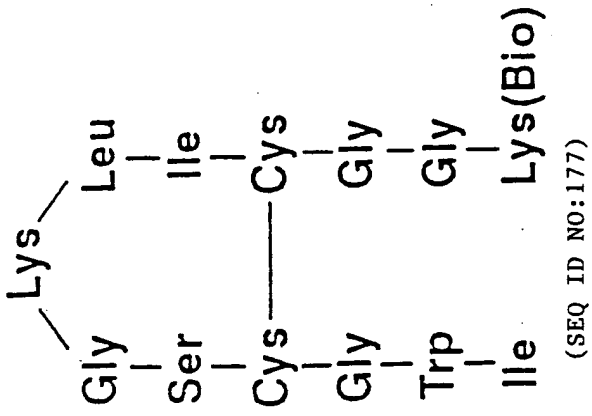 Lys
Gly Leu
Ser Ile
Cys Cys
Gly Gly
Trp Gly
Ile Lys(Bio)
(SEQ ID NO:177)